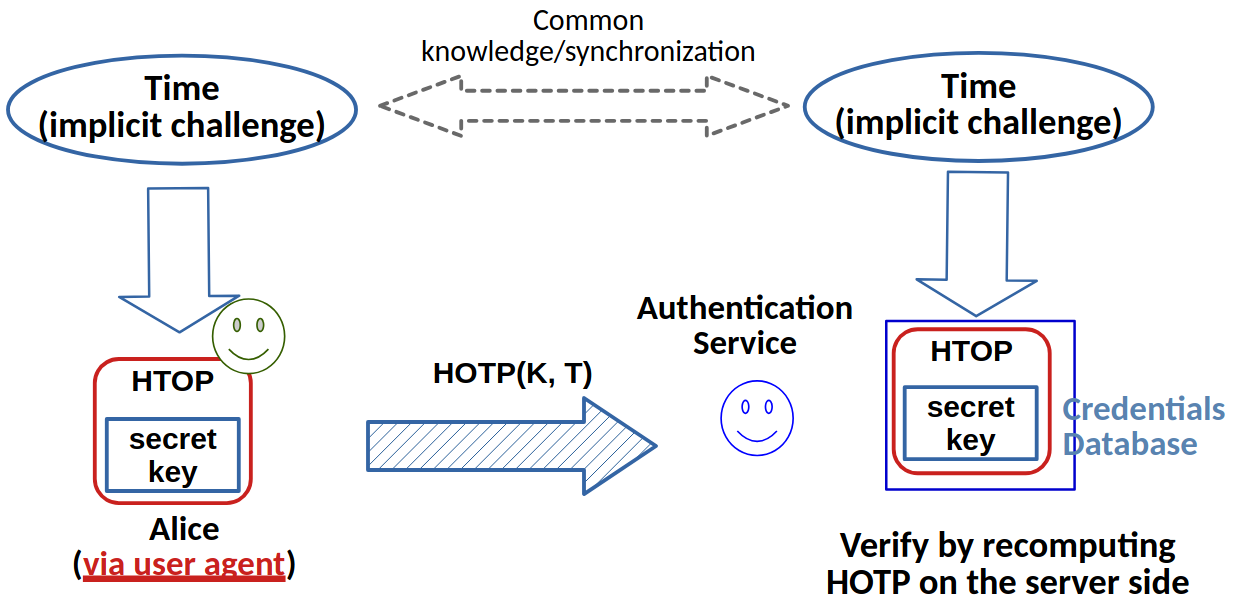 Common
knowledge/synchronization
Time
(implicit challenge)
Time
(implicit challenge)
HTOP
secret
key
Alice
(via user agent)
HOTP(K, T)
Authentication
Service
HTOP
secret
key
Credentials
Database
Verify by recomputing
HOTP on the server side